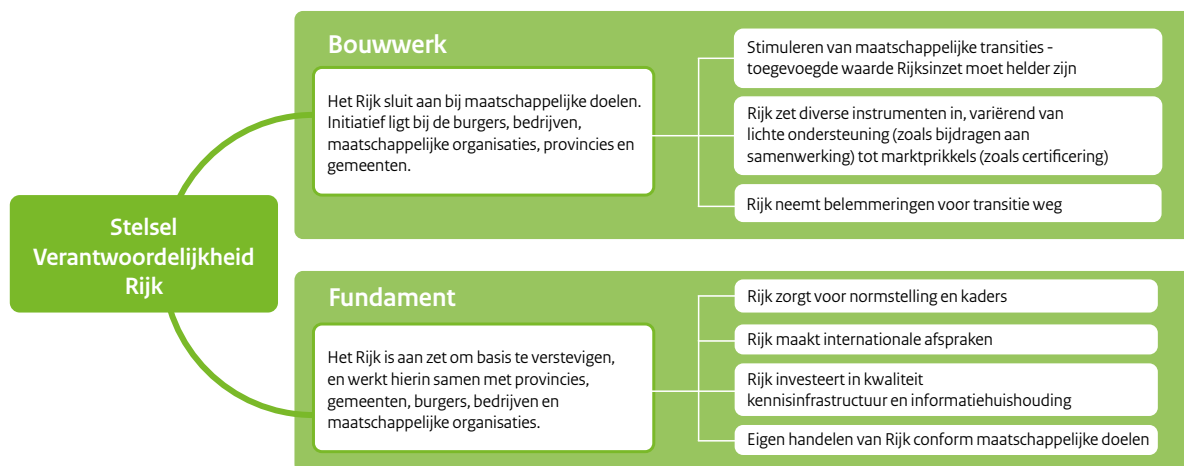 Stelsel
Verantwoordelijkheid
Rijk
Bouwwerk
Het Rijk sluit aan bij maatschappelijke doelen.
Initiatief ligt bij de burgers, bedrijven,
maatschappelijke organisaties, provincies en
gemeenten.
Stimuleren van maatschappelijke transities -
toegevoegde waarde Rijksinzet moet helder zijn
Rijk zet diverse instrumenten in, variërend van
lichte ondersteuning (zoals bijdragen aan
samenwerking) tot marktprikkels (zoals certificering)
Rijk neemt belemmeringen voor transitie weg
Fundament
Het Rijk is aan zet om basis te verstevigen,
en werkt hierin samen met provincies,
gemeenten, burgers, bedrijven en
maatschappelijke organisaties.
Rijk zorgt voor normstelling en kaders
Rijk maakt internationale afspraken
Rijk investeert in kwaliteit
kennisinfrastructuur en informatiehuishouding
Eigen handelen van Rijk conform maatschappelijke doelen